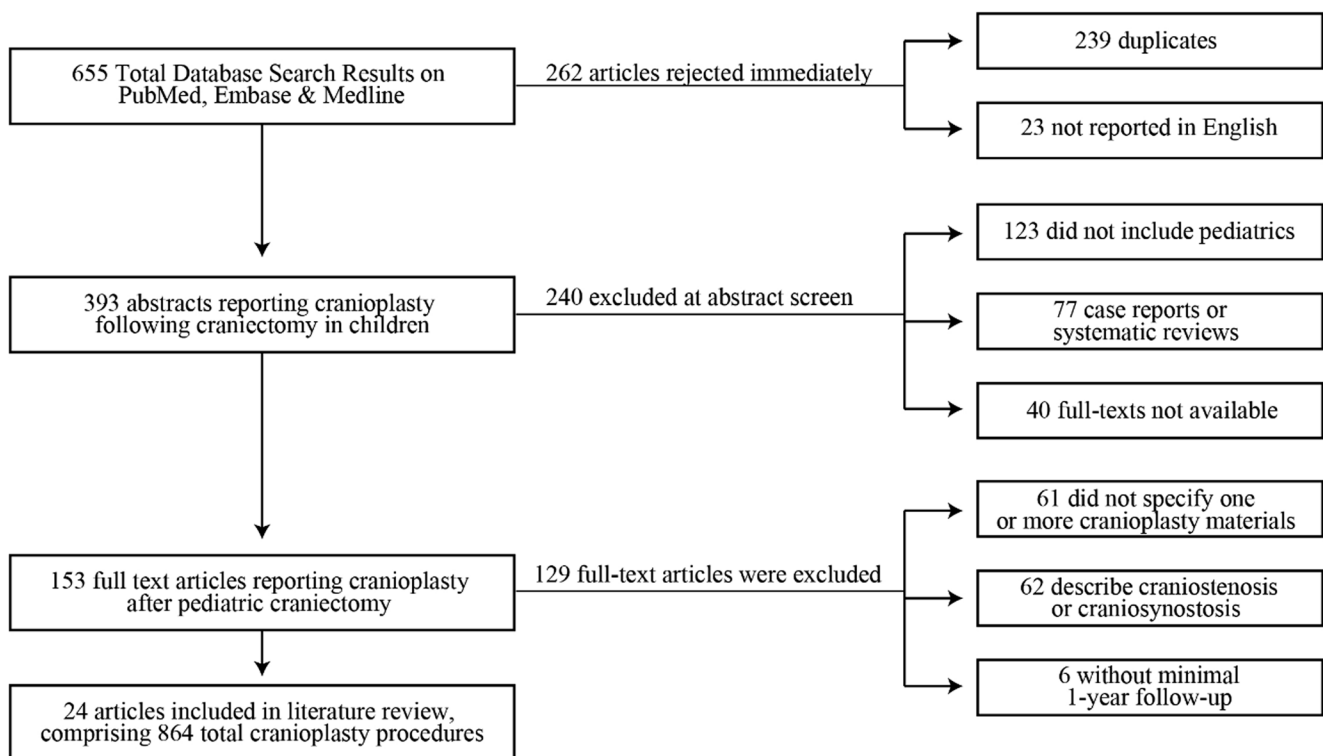 655 Total Database Search Results on
PubMed, Embase & Medline
262 articles rejected immediately
239 duplicates
23 not reported in English
393 abstracts reporting cranioplasty
following craniectomy in children
240 excluded at abstract screen
123 did not include pediatrics
77 case reports or
systematic reviews
40 full-texts not available
153 full text articles reporting cranioplasty
after pediatric craniectomy
129 full-text articles were excluded
61 did not specify one
or more cranioplasty materials
62 describe craniostenosis
or craniosynostosis
6 without minimal
1-year follow-up
24 articles included in literature review,
comprising 864 total cranioplasty procedures